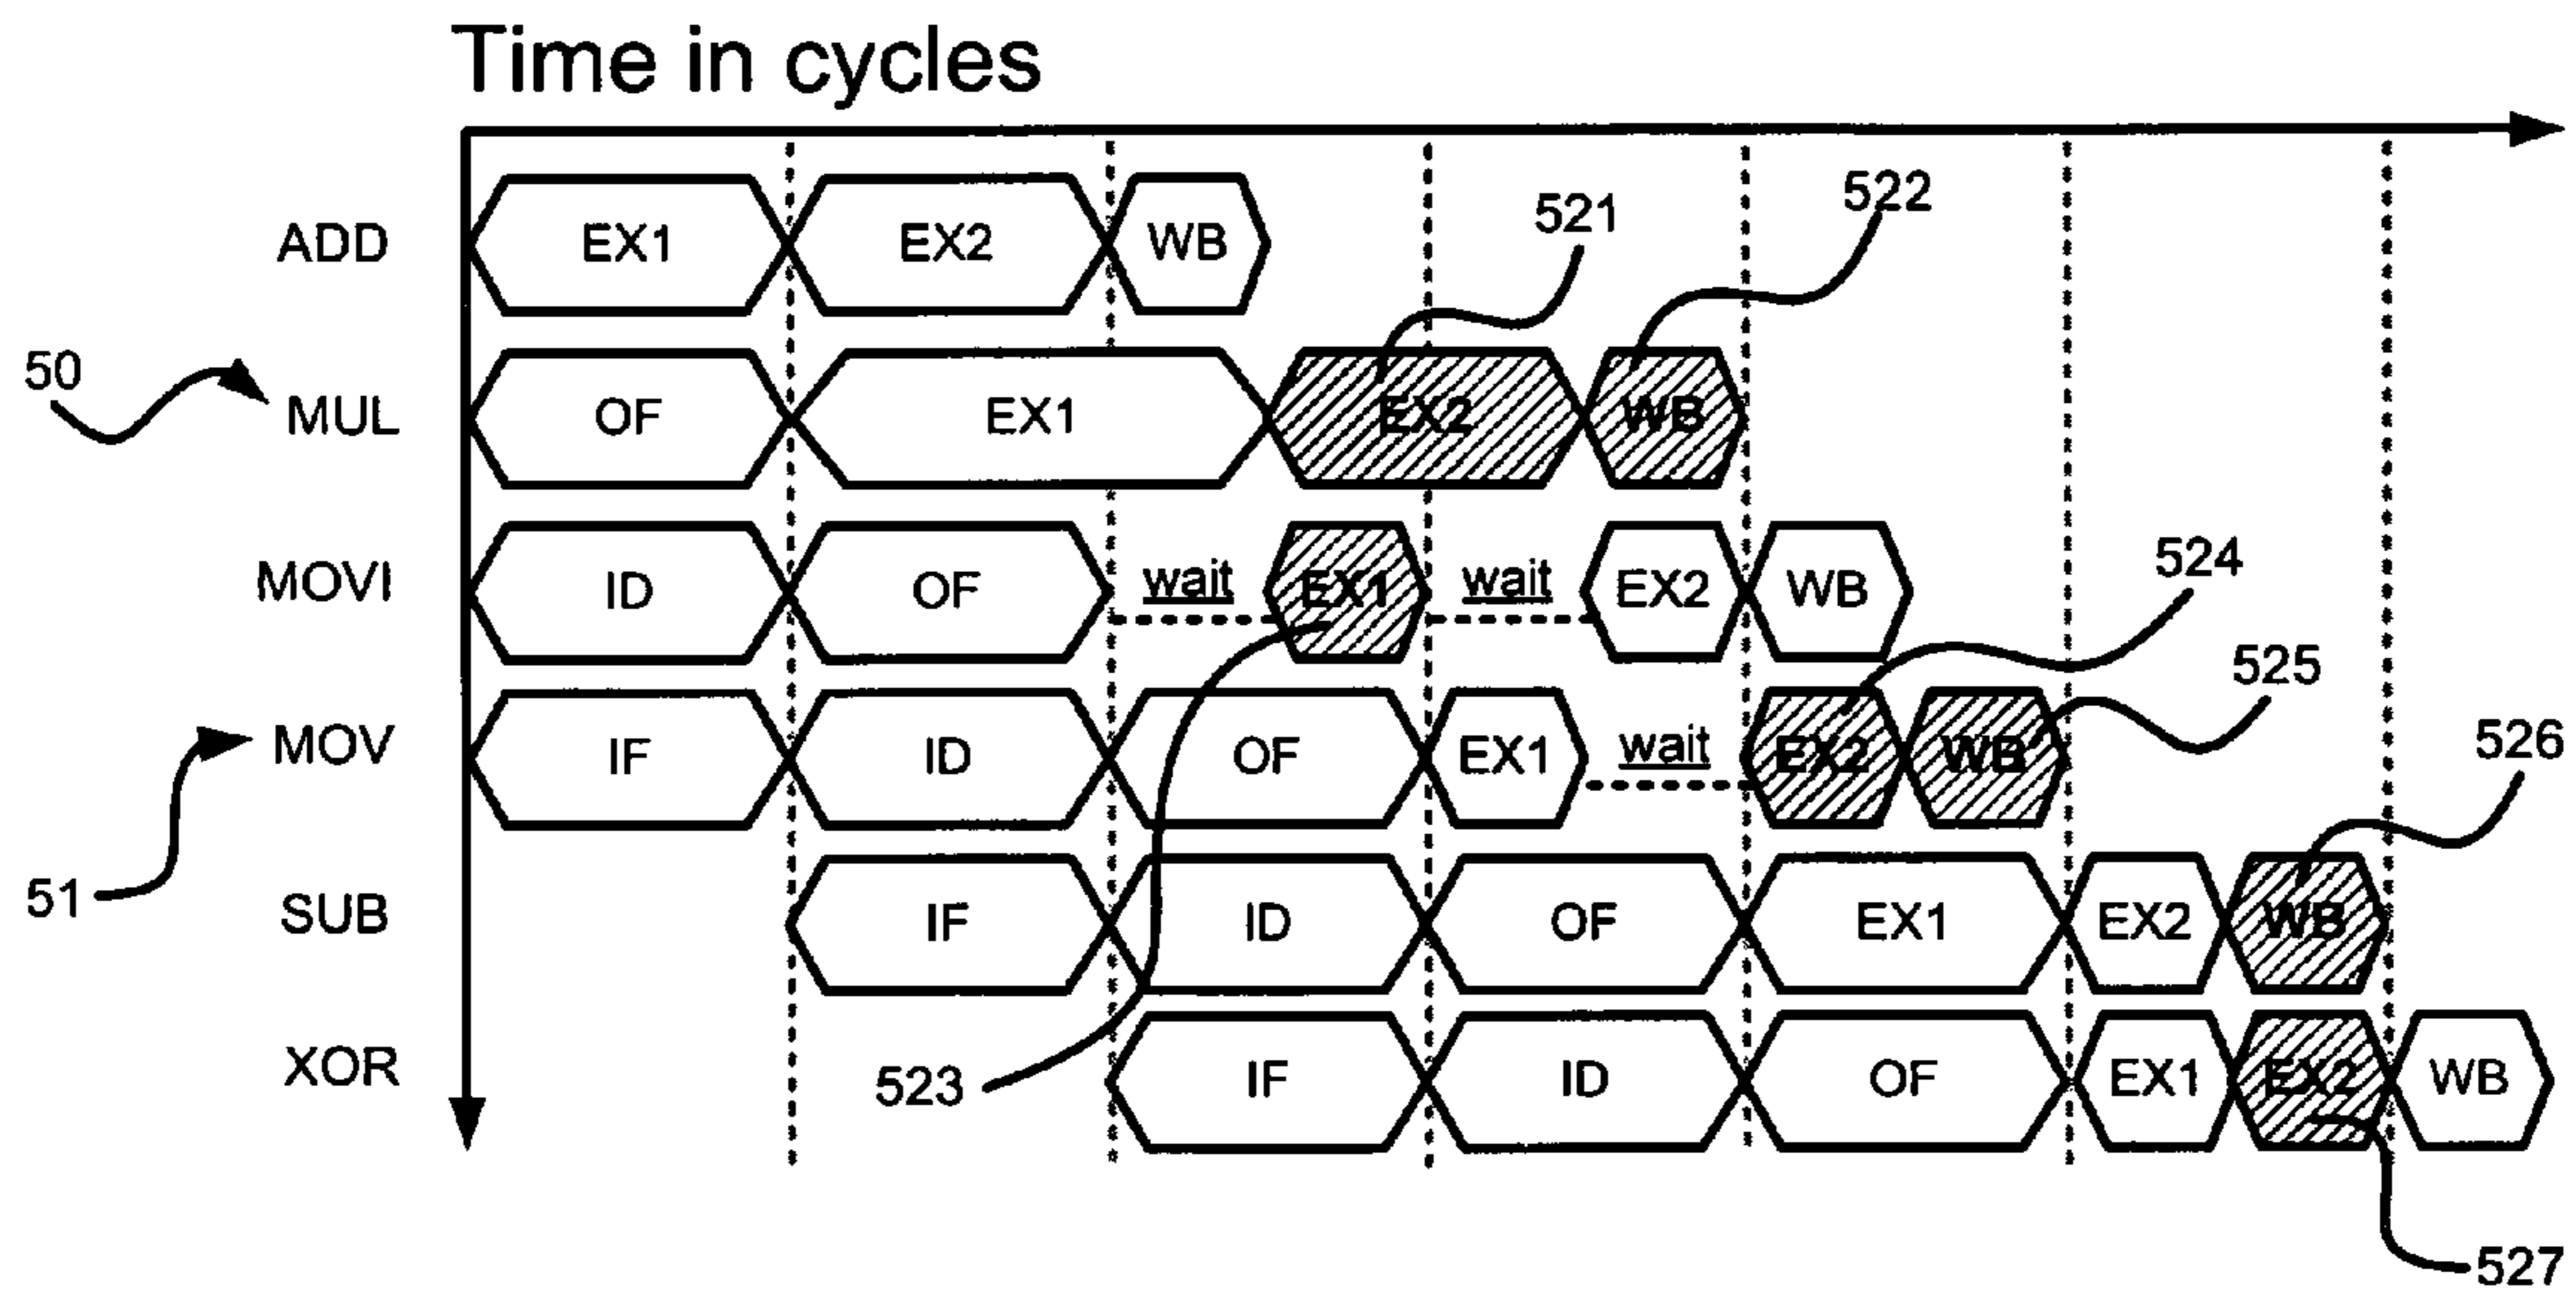 Time in cycles
522
521
ADD EX1 EX2 WB
50
MUL OF EX1 EX2 WB
524
MOVI ID OF wait EX1 wait EX2 WB
525
526
MOV IF ID OF EX1 wait EX2 WB
51
SUB IF ID OF EX1 EX2 WB
XOR IF ID OF EX1 EX2 WB
523
527